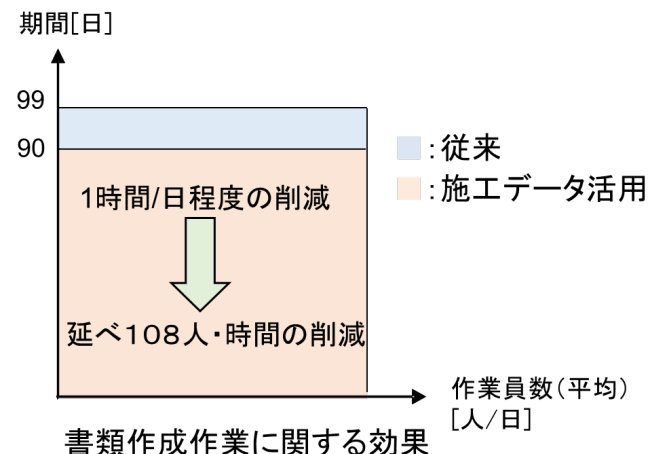 期間[日]
99
90
:従来
:施工データ活用
1時間/日程度の削減
延べ108人・時間の削減
作業員数(平均)
[人/日]
書類作成作業に関する効果